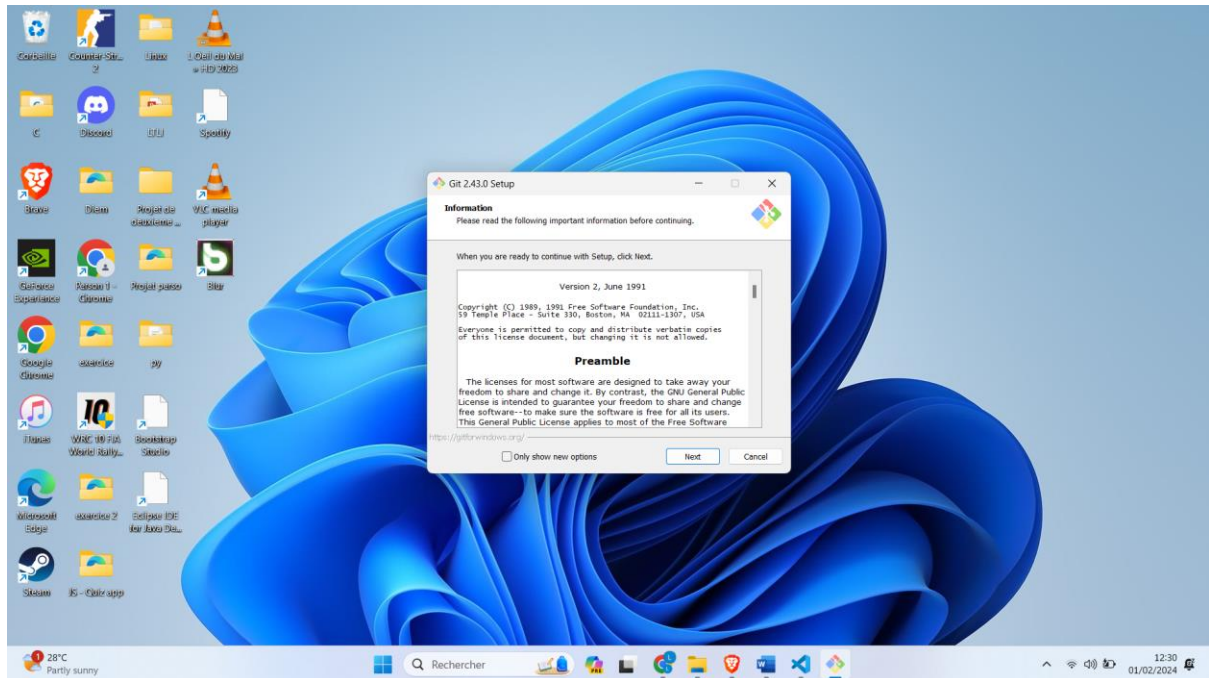 Corbeille
Counter-Str...
2
Linux
L Oeil du Mal
= HD 2023
C
Discord
LTLI
Spotify
Brave
Diem
Projet de
deuxieme ...
VLC media
player
GeForce
Experience
Person 1 -
Chrome
Projet perso
Blur
Google
Chrome
exercice
py
iTunes
WRC 10 FIA
World Rally...
Bootstrap
Studio
Microsoft
Edge
exercice 2
Eclipse IDE
for Java De...
Steam
JS - Quiz app
Git 2.43.0 Setup
Information
Please read the following important information before continuing.
When you are ready to continue with Setup, click Next.
Version 2, June 1991
Copyright (C) 1989, 1991 Free Software Foundation, Inc.
59 Temple Place - Suite 330, Boston, MA 02111-1307, USA
Everyone is permitted to copy and distribute verbatim copies
of this license document, but changing it is not allowed.
Preamble
The licenses for most software are designed to take away your
freedom to share and change it. By contrast, the GNU General Public
License is intended to guarantee your freedom to share and change
free software--to make sure the software is free for all its users.
This General Public License applies to most of the Free Software
https://gitforwindows.org/
Only show new options
Next
Cancel
1
28°C
Partly sunny
Rechercher
PRE
12:30
01/02/2024